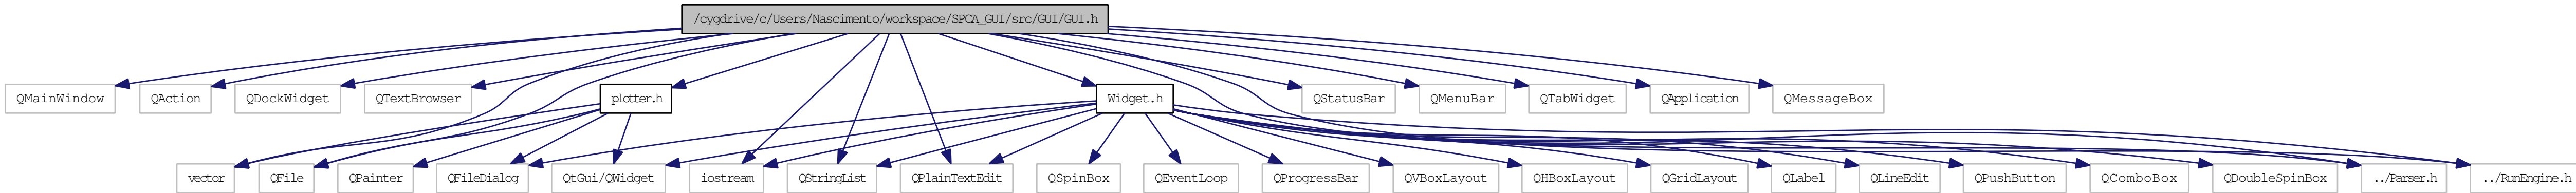 /cygdrive/c/Users/Nascimento/workspace/SPCA_GUI/src/GUI/GUI.h
QMainWindow
QAction
QDockWidget
QTextBrowser
plotter.h
Widget.h
QStatusBar
QMenuBar
QTabWidget
QApplication
QMessageBox
vector
QFile
QPainter
QFileDialog
QtGui/QWidget
iostream
QStringList
QPlainTextEdit
QSpinBox
QEventLoop
QProgressBar
QVBoxLayout
QHBoxLayout
QGridLayout
QLabel
QLineEdit
QPushButton
QComboBox
QDoubleSpinBox
../Parser.h
../RunEngine.h